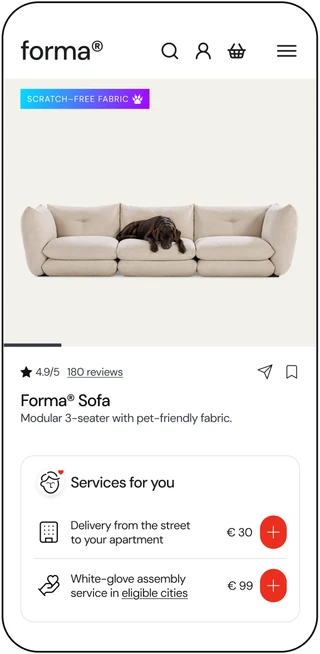 forma®
SCRATCH-FREE FABRIC
4.9/5 180 reviews
Forma® Sofa
Modular 3-seater with pet-friendly fabric.
Services for you
Delivery from the street
to your apartment
€ 30
White-glove assembly
service in eligible cities
€ 99